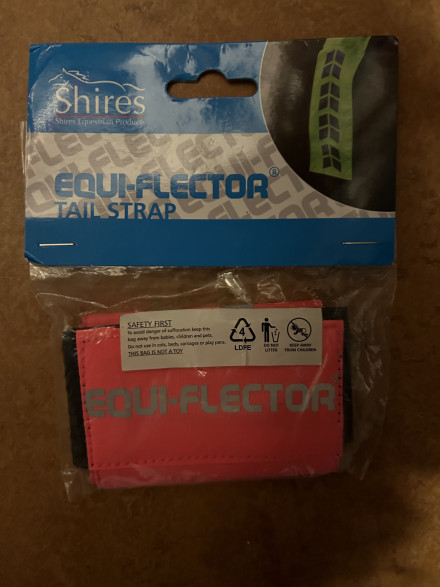 Shires
Shires Equestrian Products
EQUI-FLECTOR®
TAIL STRAP
SAFETY FIRST
To avoid danger of suffocation keep this
bag away from babies, children and pets.
Do not use in cots, beds, carriages or play pens.
THIS BAG IS NOT A TOY
4
LDPE
DO NOT
LITTER
KEEP AWAY
FROM CHILDREN
EQUI-FLECTOR